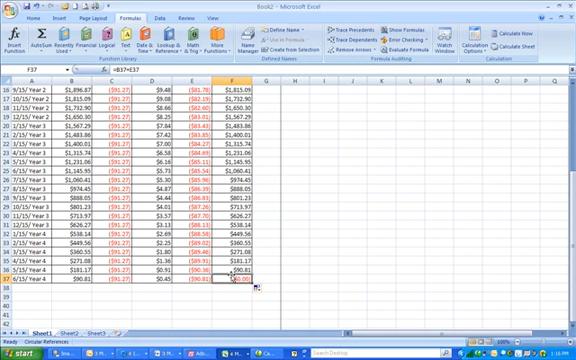 Book2 - Microsoft Excel
Home Insert Page Layout Formulas Data Review View
Insert Function AutoSum Recently Used Financial Logical Text Date & Time Lookup & Reference Math & Trig More Functions Name Manager Define Name Use in Formula Create from Selection Trace Precedents Trace Dependents Remove Arrows Show Formulas Error Checking Evaluate Formula Watch Window Calculation Options Calculate Now Calculate Sheet
Function Library Defined Names Formula Auditing Calculation
F37 =B37+E37
A B C D E F G H I J K L M N O P Q
16 9/15/ Year 2 $1,896.87 ($91.27) $9.48 ($81.78) $1,815.09
17 10/15/ Year 2 $1,815.09 ($91.27) $9.08 ($82.19) $1,732.90
18 11/15/ Year 2 $1,732.90 ($91.27) $8.66 ($82.60) $1,650.30
19 12/15/ Year 2 $1,650.30 ($91.27) $8.25 ($83.01) $1,567.29
20 1/15/ Year 3 $1,567.29 ($91.27) $7.84 ($83.43) $1,483.86
21 2/15/ Year 3 $1,483.86 ($91.27) $7.42 ($83.85) $1,400.01
22 3/15/ Year 3 $1,400.01 ($91.27) $7.00 ($84.27) $1,315.74
23 4/15/ Year 3 $1,315.74 ($91.27) $6.58 ($84.69) $1,231.06
24 5/15/ Year 3 $1,231.06 ($91.27) $6.16 ($85.11) $1,145.95
25 6/15/ Year 3 $1,145.95 ($91.27) $5.73 ($85.54) $1,060.41
26 7/15/ Year 3 $1,060.41 ($91.27) $5.30 ($85.96) $974.45
27 8/15/ Year 3 $974.45 ($91.27) $4.87 ($86.39) $888.05
28 9/15/ Year 3 $888.05 ($91.27) $4.44 ($86.83) $801.23
29 10/15/ Year 3 $801.23 ($91.27) $4.01 ($87.26) $713.97
30 11/15/ Year 3 $713.97 ($91.27) $3.57 ($87.70) $626.27
31 12/15/ Year 3 $626.27 ($91.27) $3.13 ($88.14) $538.14
32 1/15/ Year 4 $538.14 ($91.27) $2.69 ($88.58) $449.56
33 2/15/ Year 4 $449.56 ($91.27) $2.25 ($89.02) $360.55
34 3/15/ Year 4 $360.55 ($91.27) $1.80 ($89.46) $271.08
35 4/15/ Year 4 $271.08 ($91.27) $1.36 ($89.91) $181.17
36 5/15/ Year 4 $181.17 ($91.27) $0.91 ($90.36) $90.81
37 6/15/ Year 4 $90.81 ($91.27) $0.45 ($90.81)
38
39
40
41
42
Sheet1 Sheet2 Sheet3
Ready Circular References 100%
start 1:16 PM